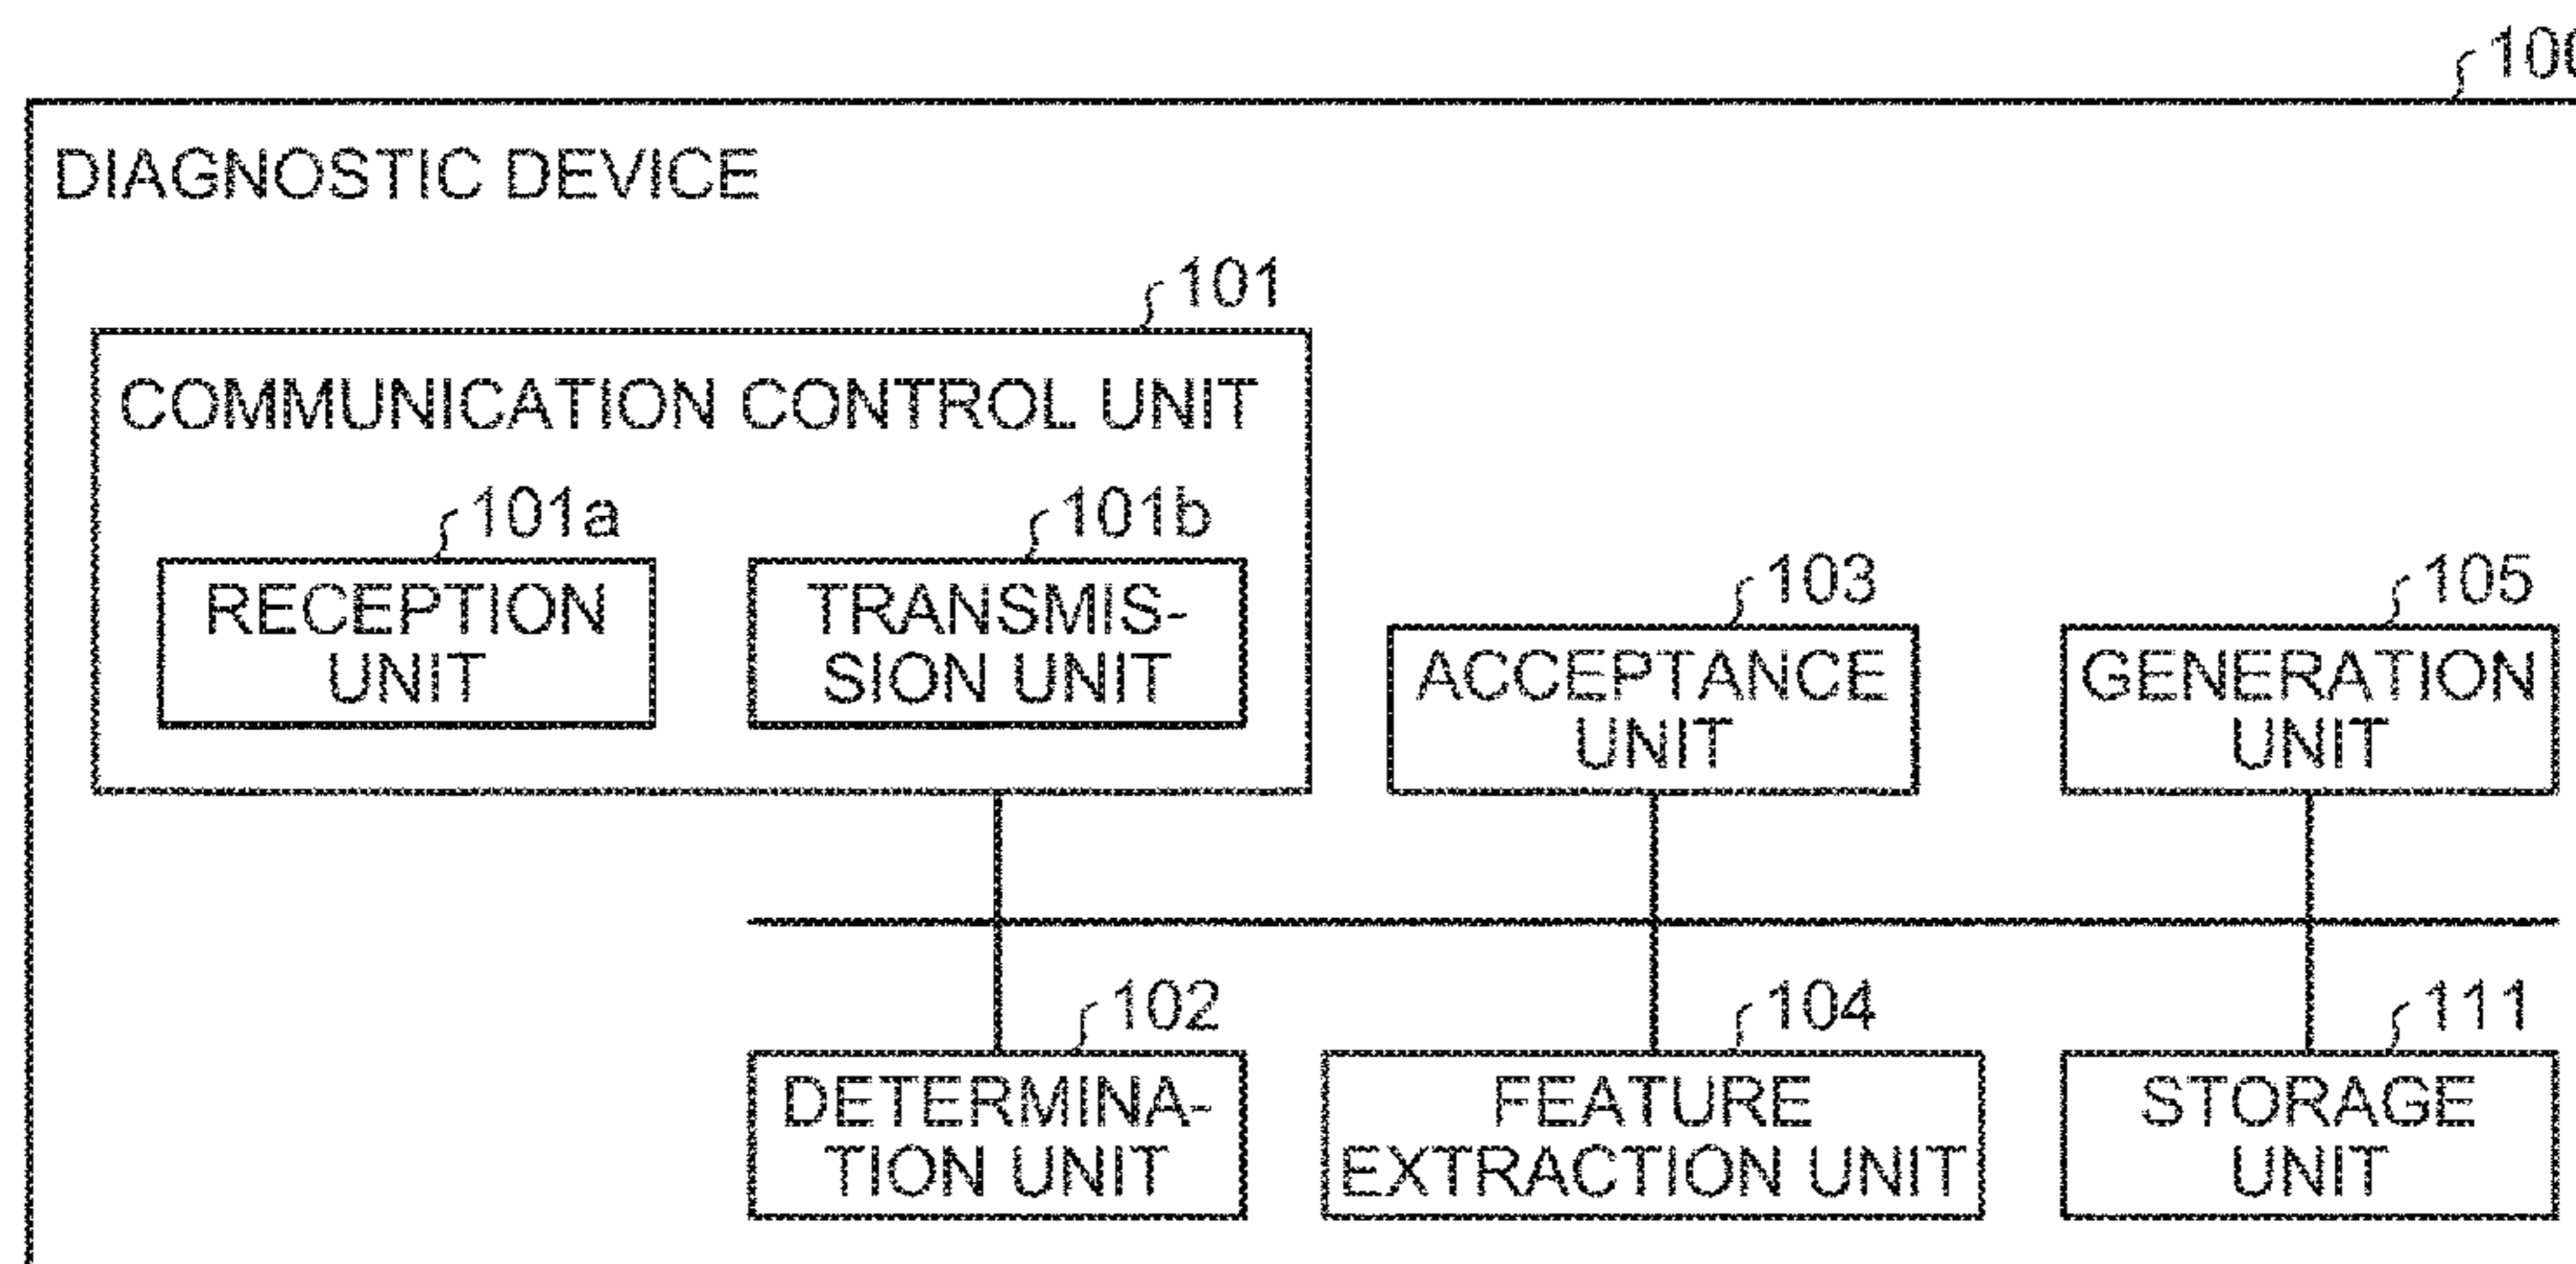 100
DIAGNOSTIC DEVICE
101
COMMUNICATION CONTROL UNIT
101a
101b
RECEPTION
UNIT
TRANSMIS-
SION UNIT
103
ACCEPTANCE
UNIT
105
GENERATION
UNIT
102
DETERMINA-
TION UNIT
104
FEATURE
EXTRACTION UNIT
111
STORAGE
UNIT